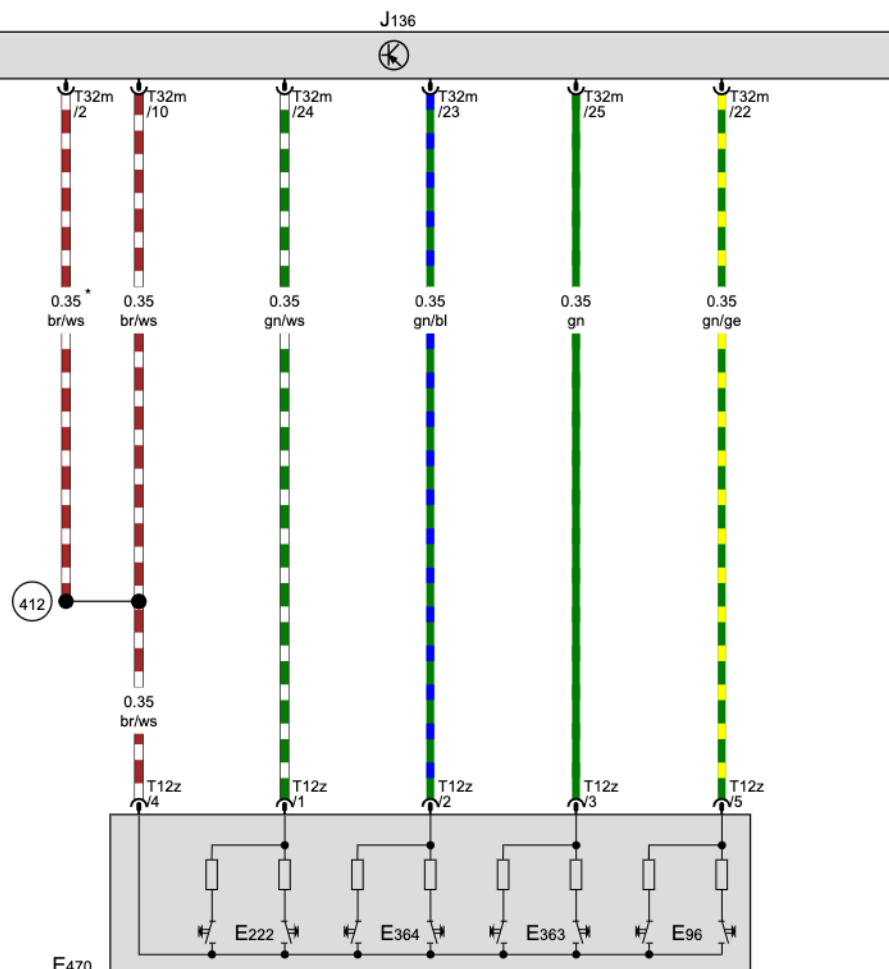 J136
T32m
/2
T32m
/10
T32m
/24
T32m
/23
T32m
/25
T32m
/22
0.35 *
br/ws
0.35
br/ws
0.35
gn/ws
0.35
gn/bl
0.35
gn
0.35
gn/ge
412
0.35
br/ws
T12z
/4
T12z
/1
T12z
/2
T12z
/3
T12z
/5
E222
E364
E363
E96
E470